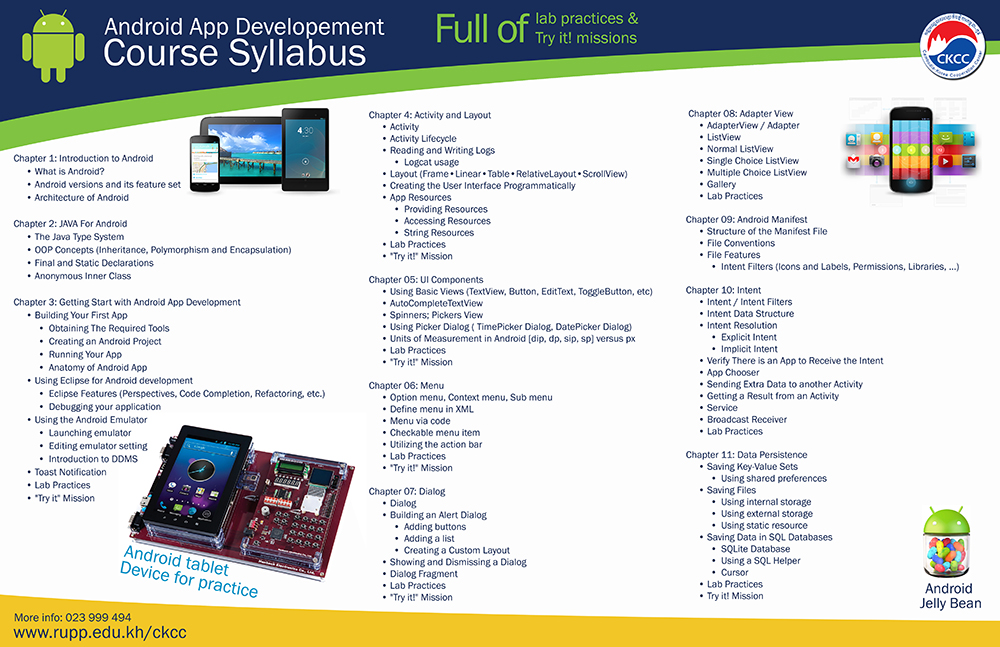 Android App Developement
Course Syllabus
Full of
lab practices &
Try it! missions
CKCC
Chapter 1: Introduction to Android
• What is Android?
• Android versions and its feature set
• Architecture of Android
Chapter 2: JAVA For Android
• The Java Type System
• OOP Concepts (Inheritance, Polymorphism and Encapsulation)
• Final and Static Declarations
• Anonymous Inner Class
Chapter 3: Getting Start with Android App Development
• Building Your First App
• Obtaining The Required Tools
• Creating an Android Project
• Running Your App
• Anatomy of Android App
• Using Eclipse for Android development
• Eclipse Features (Perspectives, Code Completion, Refactoring, etc.)
• Debugging your application
• Using the Android Emulator
• Launching emulator
• Editing emulator setting
• Introduction to DDMS
• Toast Notification
• Lab Practices
• "Try it" Mission
4:30
Android tablet
Device for practice
Chapter 4: Activity and Layout
• Activity
• Activity Lifecycle
• Reading and Writing Logs
• Logcat usage
• Layout (Frame•Linear•Table•RelativeLayout•ScrollView)
• Creating the User Interface Programmatically
• App Resources
• Providing Resources
• Accessing Resources
• String Resources
• Lab Practices
• "Try it!" Mission
Chapter 05: UI Components
• Using Basic Views (TextView, Button, EditText, ToggleButton, etc)
• AutoCompleteTextView
• Spinners; Pickers View
• Using Picker Dialog ( TimePicker Dialog, DatePicker Dialog)
• Units of Measurement in Android [dip, dp, sip, sp] versus px
• Lab Practices
• "Try it!" Mission
Chapter 06: Menu
• Option menu, Context menu, Sub menu
• Define menu in XML
• Menu via code
• Checkable menu item
• Utilizing the action bar
• Lab Practices
• "Try it!" Mission
Chapter 07: Dialog
• Dialog
• Building an Alert Dialog
• Adding buttons
• Adding a list
• Creating a Custom Layout
• Showing and Dismissing a Dialog
• Dialog Fragment
• Lab Practices
• "Try it!" Mission
Chapter 08: Adapter View
• AdapterView / Adapter
• ListView
• Normal ListView
• Single Choice ListView
• Multiple Choice ListView
• Gallery
• Lab Practices
Chapter 09: Android Manifest
• Structure of the Manifest File
• File Conventions
• File Features
• Intent Filters (Icons and Labels, Permissions, Libraries, ...)
Chapter 10: Intent
• Intent / Intent Filters
• Intent Data Structure
• Intent Resolution
• Explicit Intent
• Implicit Intent
• Verify There is an App to Receive the Intent
• App Chooser
• Sending Extra Data to another Activity
• Getting a Result from an Activity
• Service
• Broadcast Receiver
• Lab Practices
Chapter 11: Data Persistence
• Saving Key-Value Sets
• Using shared preferences
• Saving Files
• Using internal storage
• Using external storage
• Using static resource
• Saving Data in SQL Databases
• SQLite Database
• Using a SQL Helper
• Cursor
• Lab Practices
• Try it! Mission
Android
Jelly Bean
More info: 023 999 494
www.rupp.edu.kh/ckcc